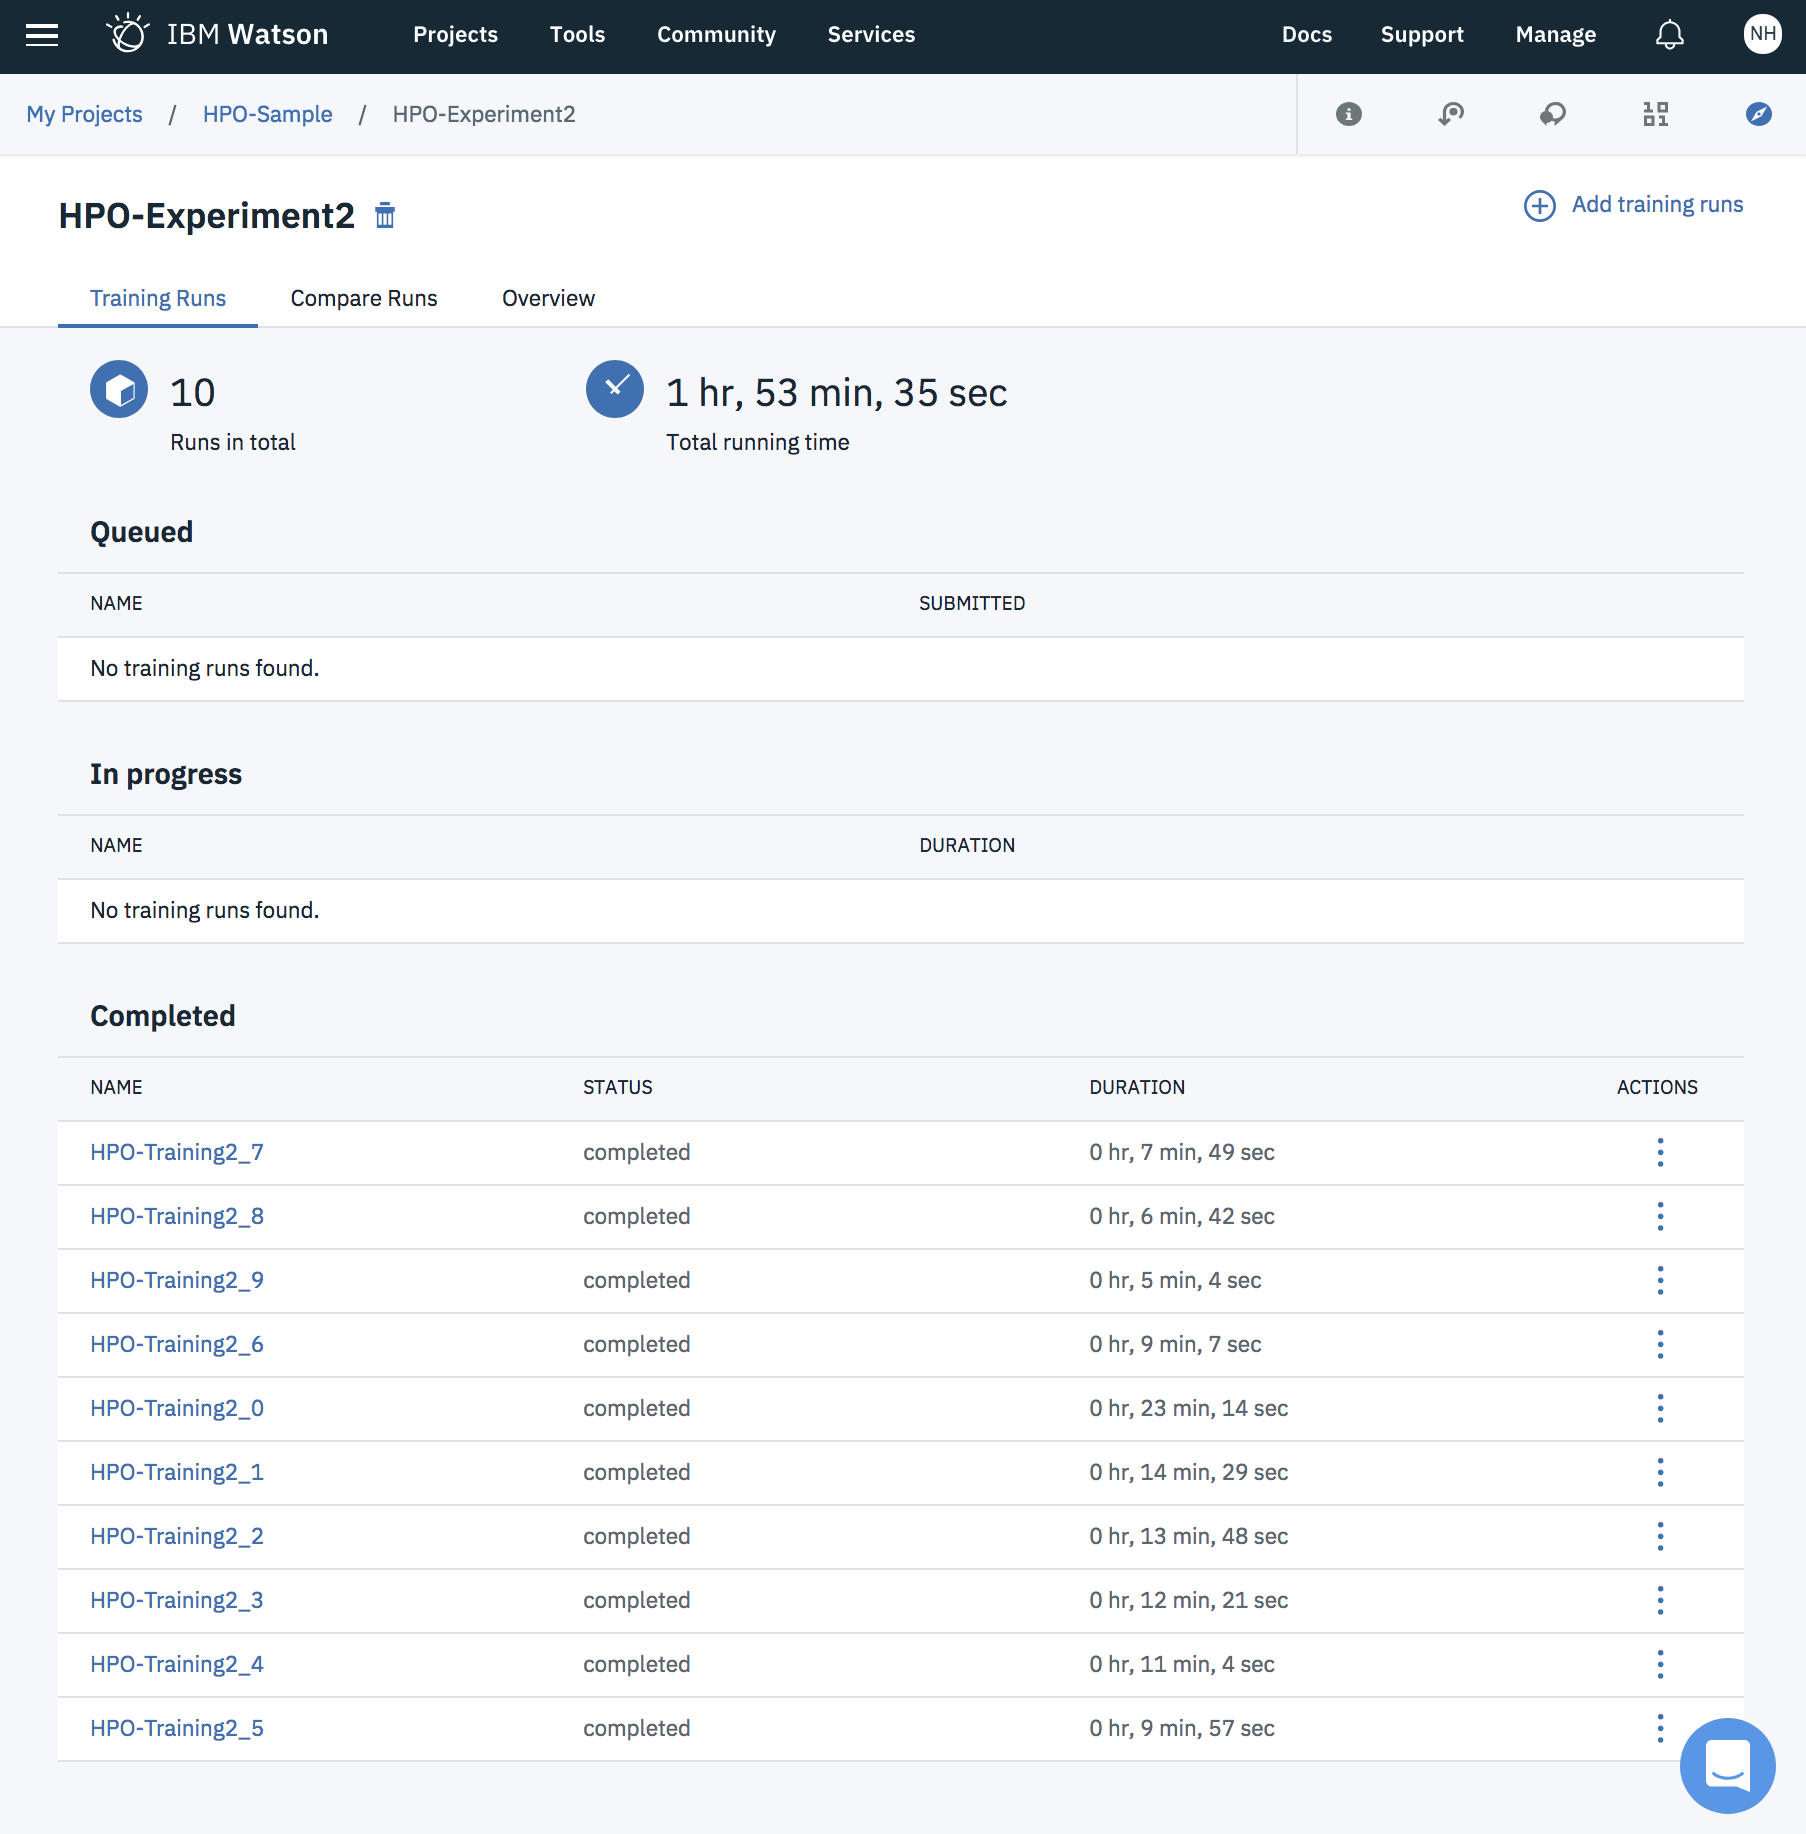 IBM Watson Projects Tools Community Services Docs Support Manage NH
My Projects / HPO-Sample / HPO-Experiment2
HPO-Experiment2
Add training runs
Training Runs Compare Runs Overview
10 1 hr, 53 min, 35 sec
Runs in total Total running time
Queued
NAME SUBMITTED
No training runs found.
In progress
NAME DURATION
No training runs found.
Completed
NAME STATUS DURATION ACTIONS
HPO-Training2_7 completed 0 hr, 7 min, 49 sec
HPO-Training2_8 completed 0 hr, 6 min, 42 sec
HPO-Training2_9 completed 0 hr, 5 min, 4 sec
HPO-Training2_6 completed 0 hr, 9 min, 7 sec
HPO-Training2_0 completed 0 hr, 23 min, 14 sec
HPO-Training2_1 completed 0 hr, 14 min, 29 sec
HPO-Training2_2 completed 0 hr, 13 min, 48 sec
HPO-Training2_3 completed 0 hr, 12 min, 21 sec
HPO-Training2_4 completed 0 hr, 11 min, 4 sec
HPO-Training2_5 completed 0 hr, 9 min, 57 sec